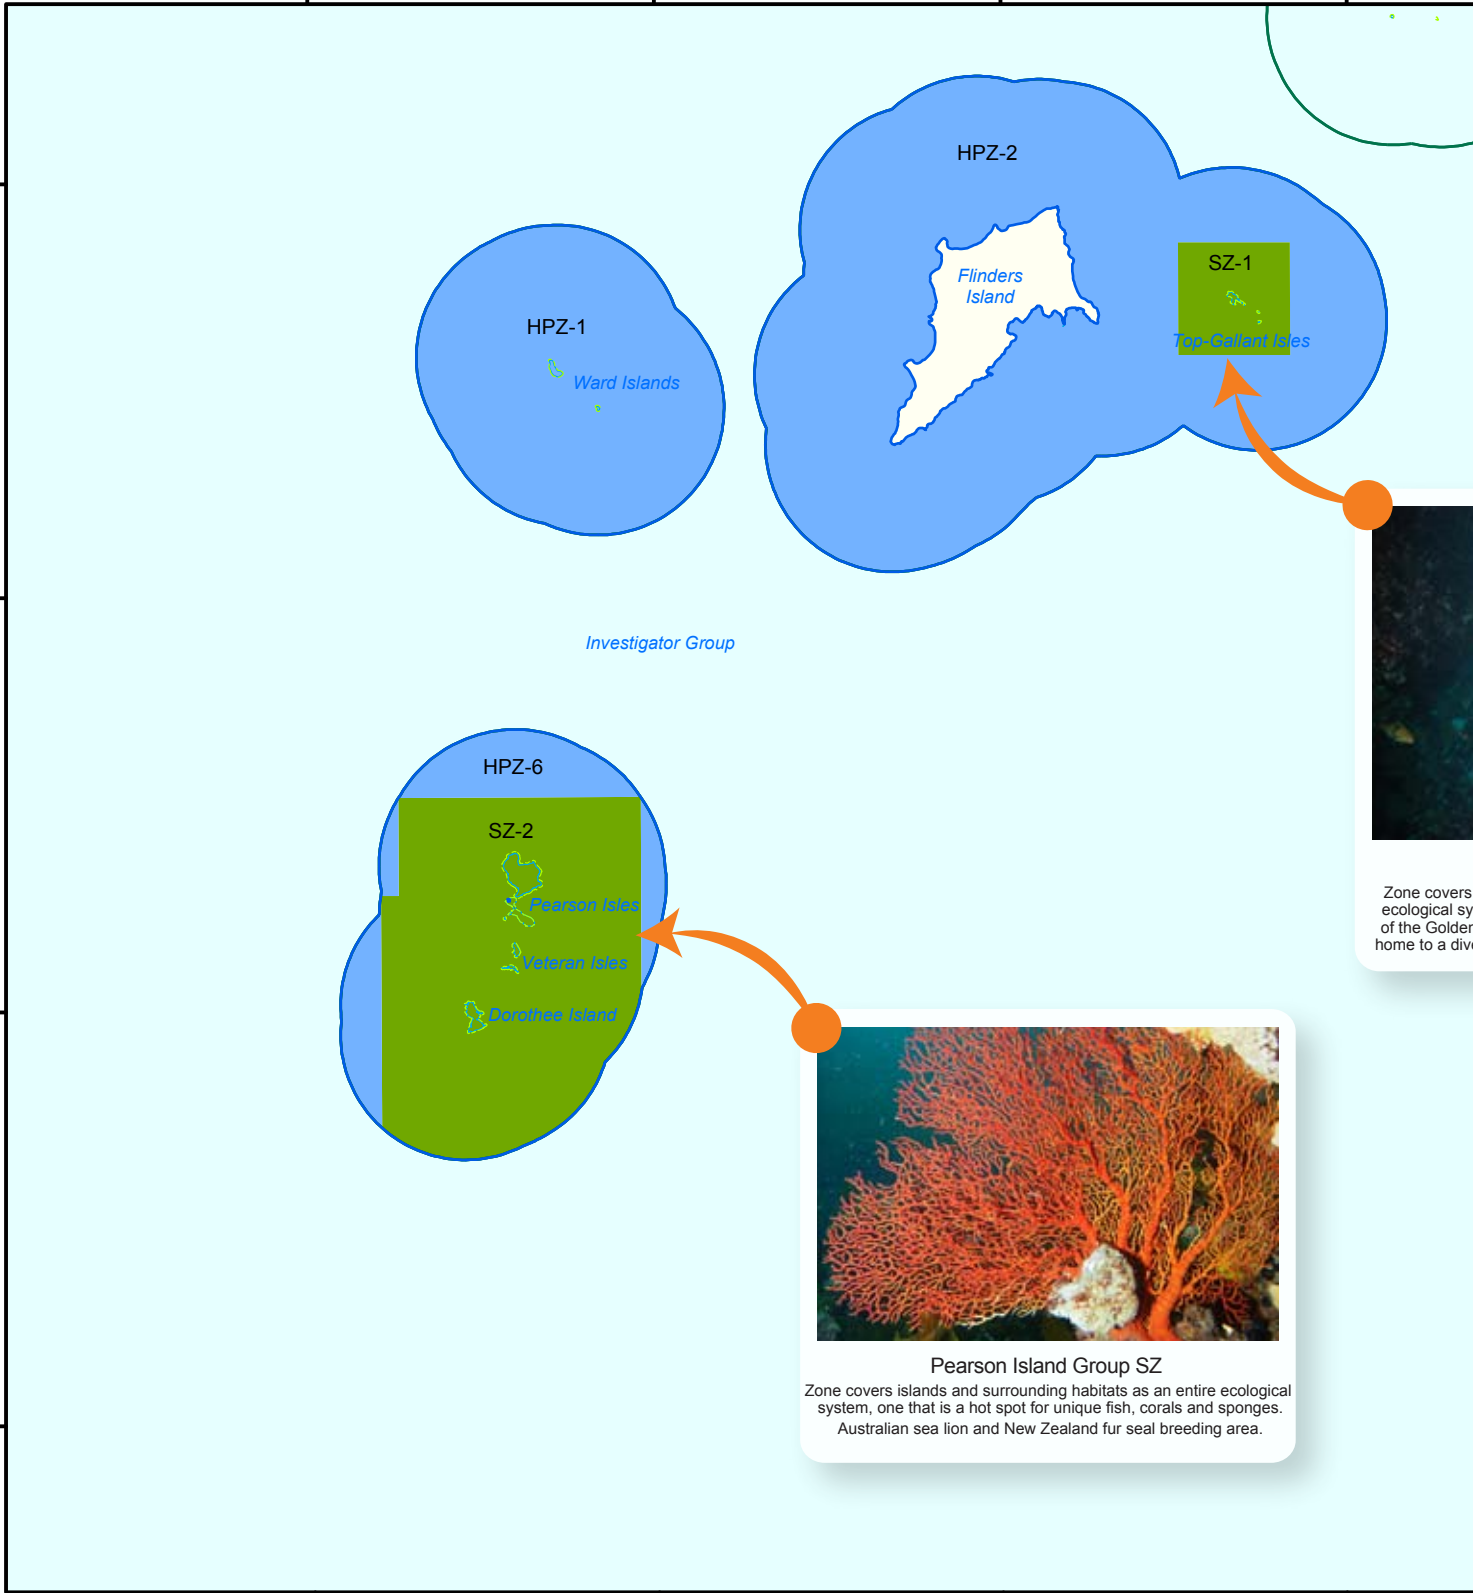 HPZ-2
SZ-1
Flinders
Island
Top-Gallant Isles
HPZ-1
Ward Islands
Investigator Group
HPZ-6
SZ-2
Pearson Isles
Veteran Isles
Dorothee Island
Zone covers
ecological sy
of the Golden
home to a dive
Pearson Island Group SZ
Zone covers islands and surrounding habitats as an entire ecological
system, one that is a hot spot for unique fish, corals and sponges.
Australian sea lion and New Zealand fur seal breeding area.